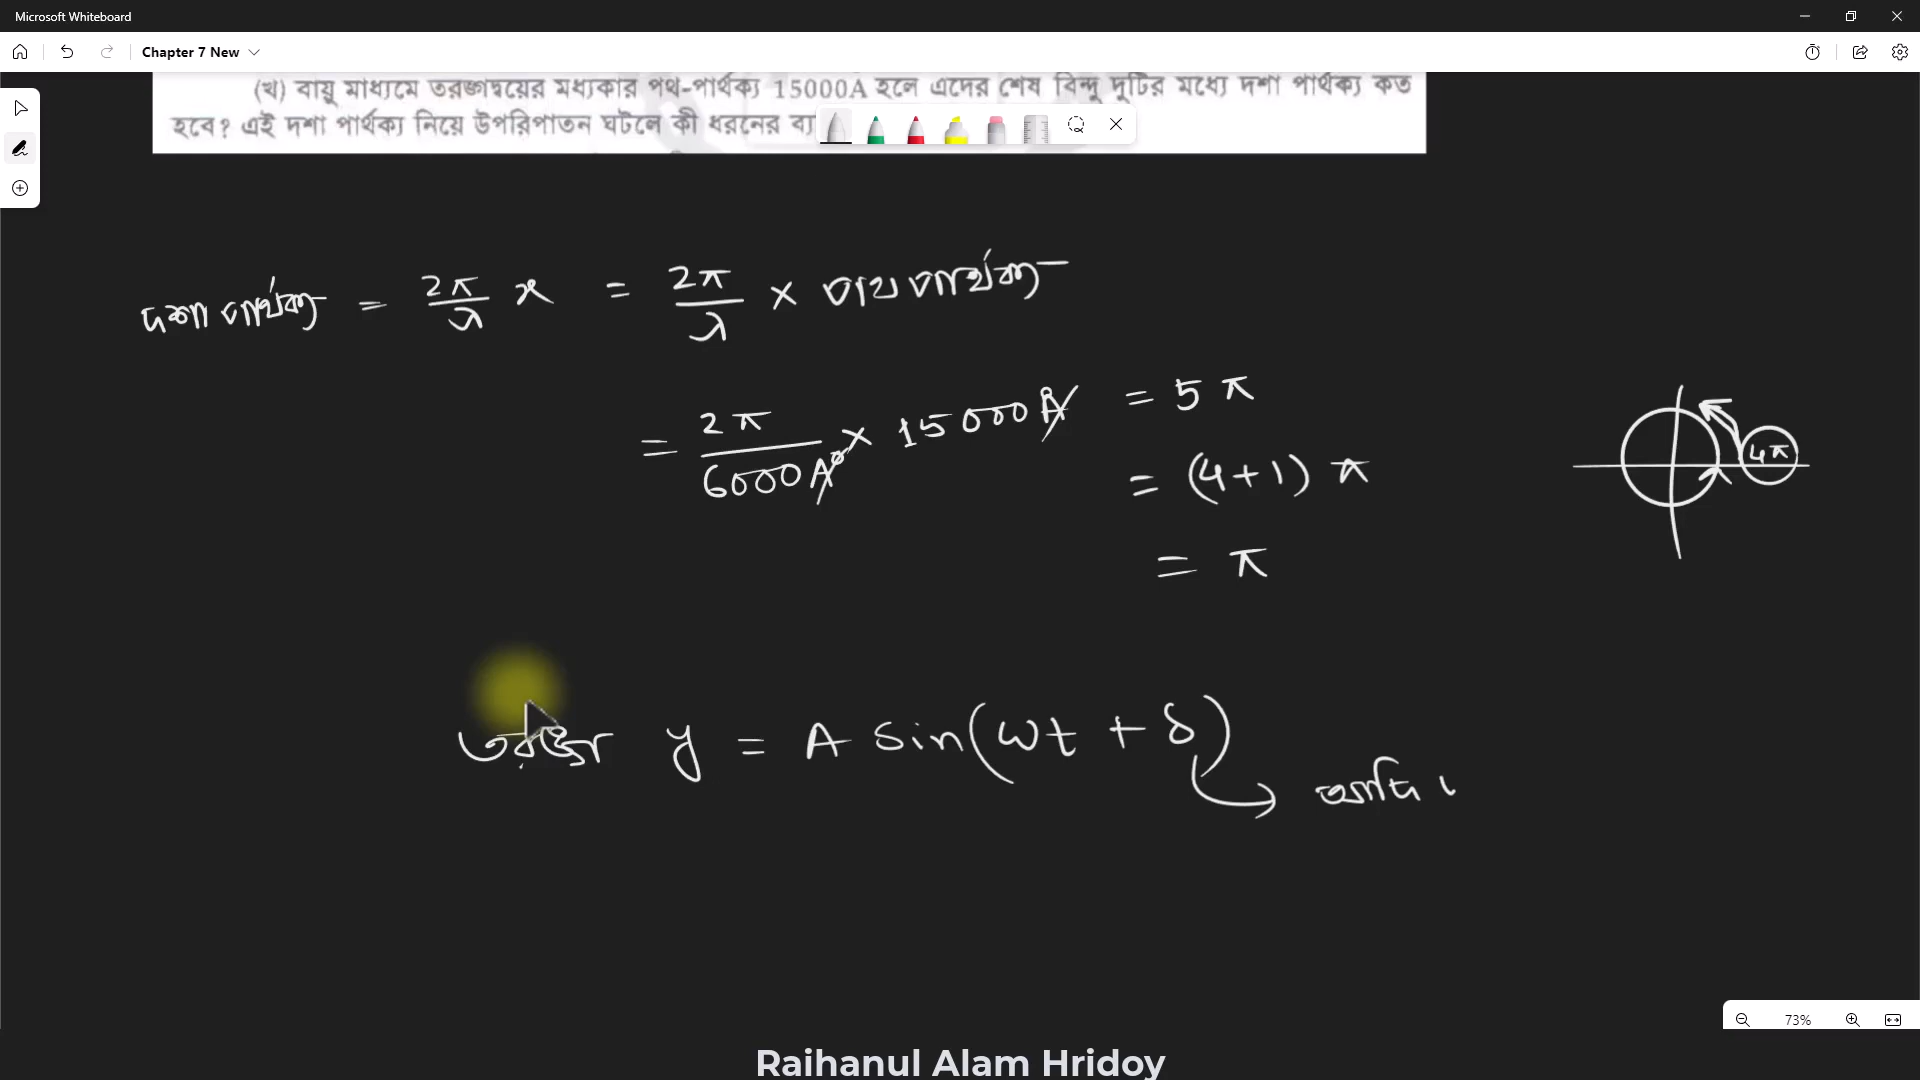 Microsoft Whiteboard
Chapter 7 New
(খ) বায়ু মাধ্যমে তরঙ্গদ্বয়ের মধ্যকার পথ-পার্থক্য 15000A হলে এদের শেষ বিন্দু দুটির মধ্যে দশা পার্থক্য কত
হবে? এই দশা পার্থক্য নিয়ে উপরিপাতন ঘটলে কী ধরনের ব্য
দশা পার্থক্য = 2π/λ x = 2π/λ × পথ পার্থক্য
= 2π/6000A° × 15000A° = 5π
= (4+1) π
4π
= π
তরঙ্গ y = A sin(ωt + δ)
আদি
73%
Raihanul Alam Hridoy